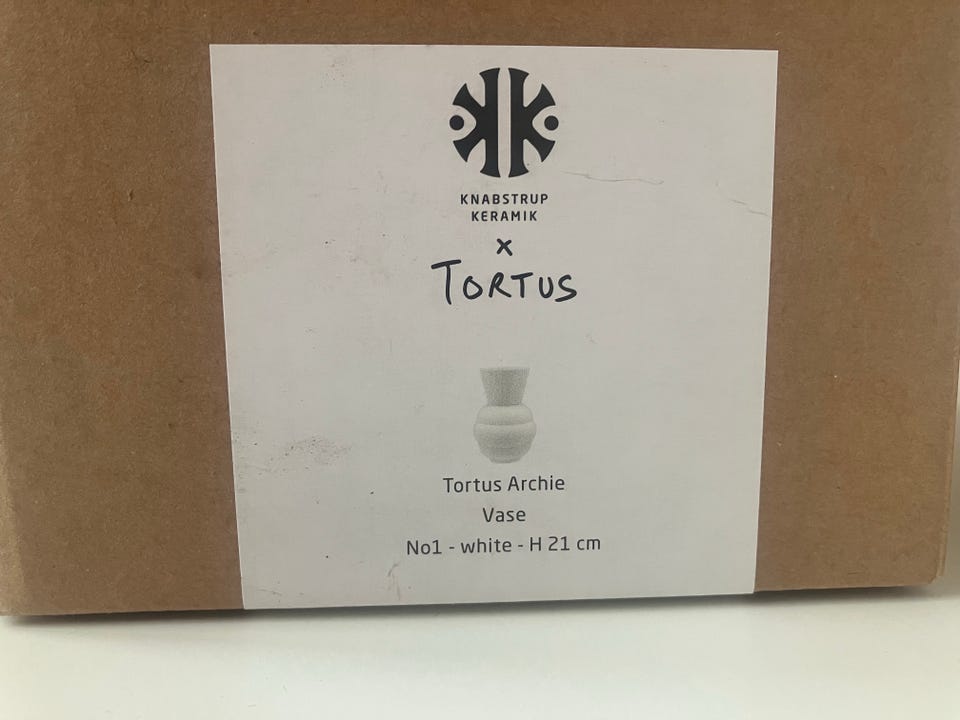 KNABSTRUP
KERAMIK
x
TORTUS
Tortus Archie
Vase
No1 - white - H 21 cm